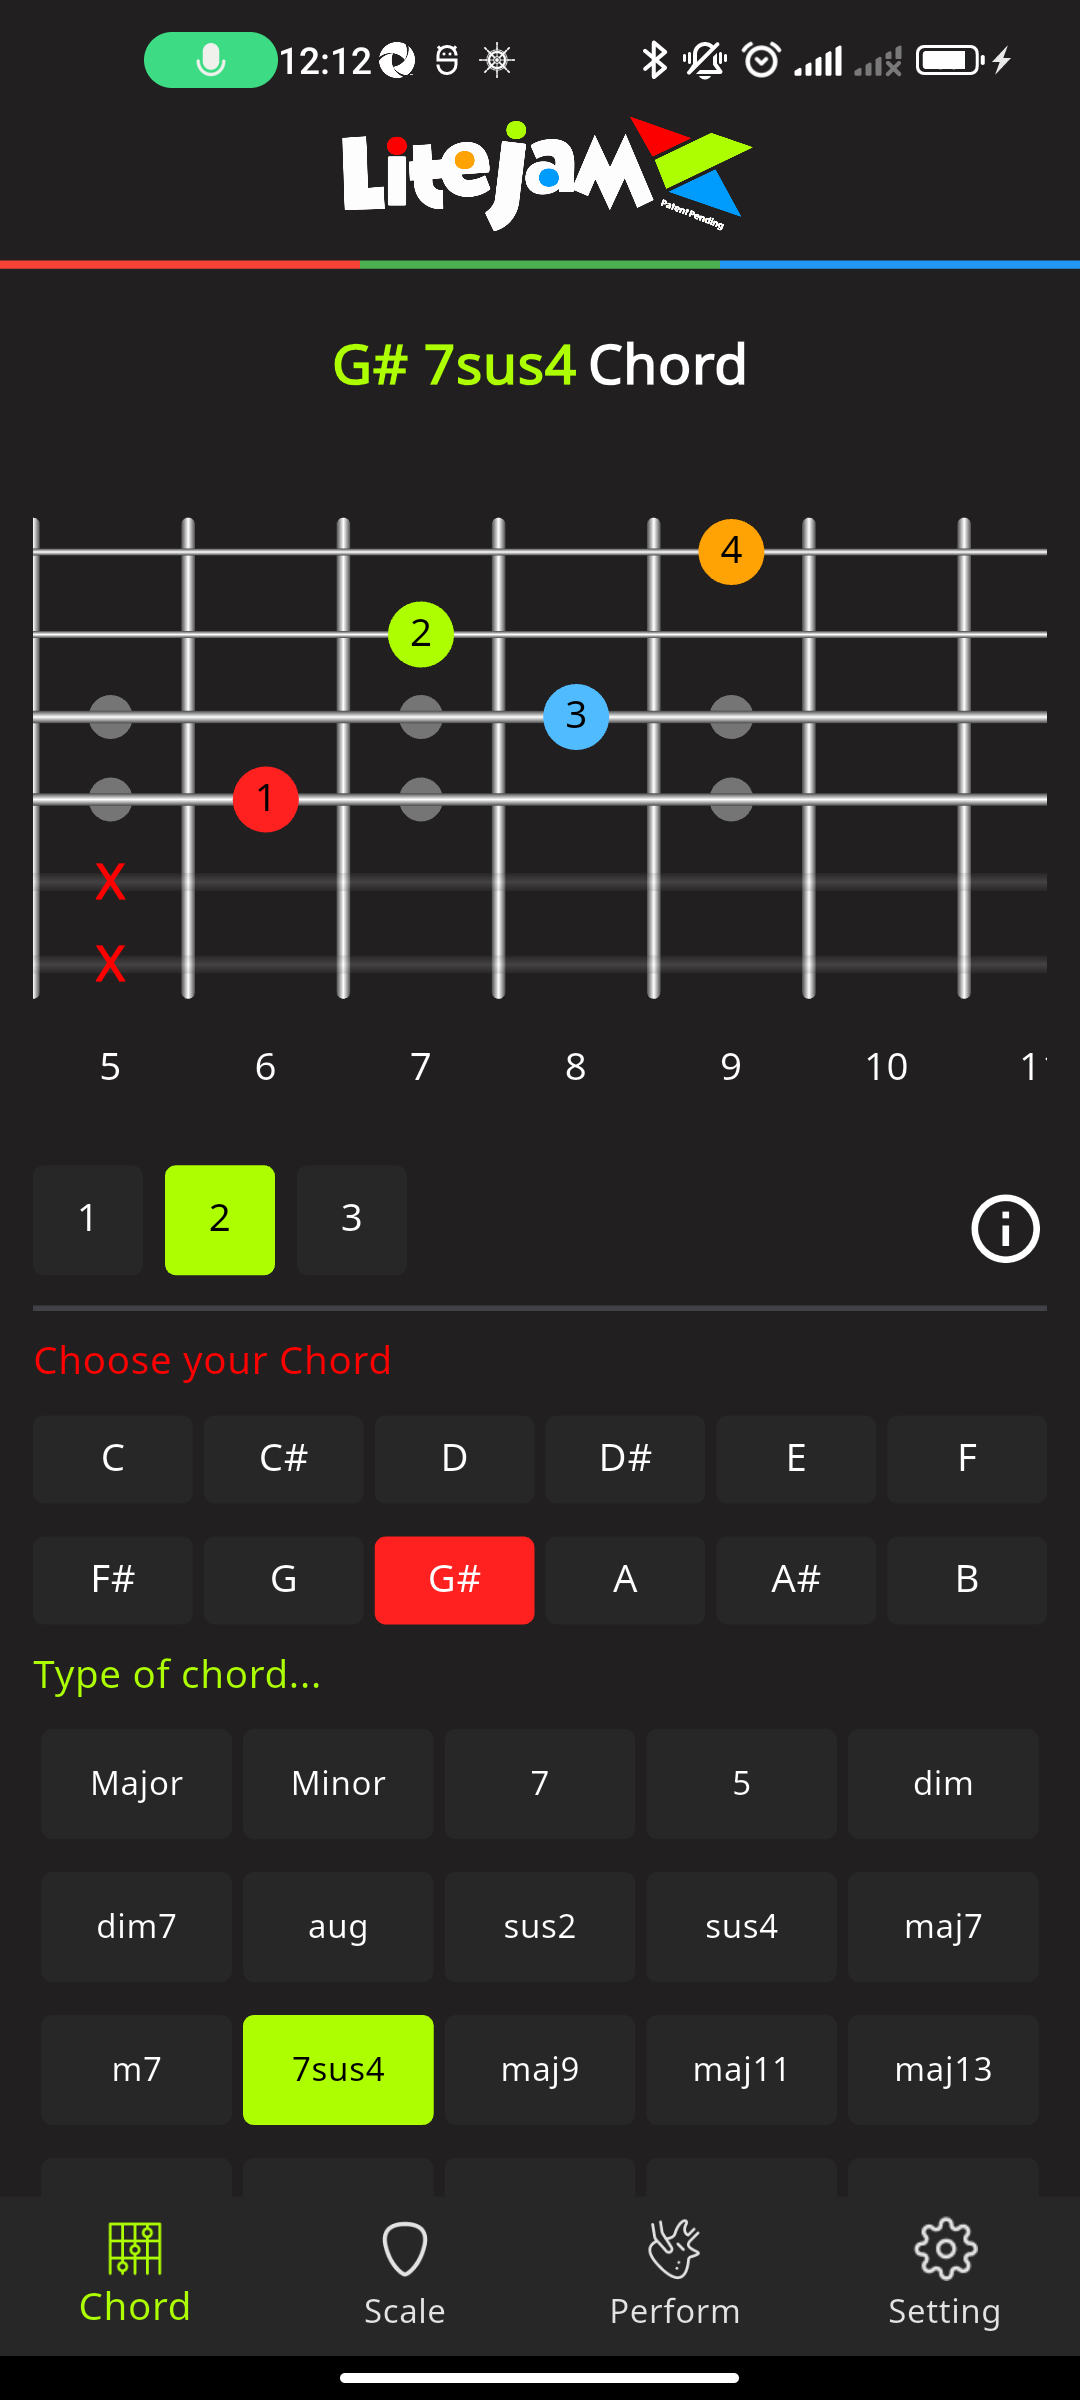 12:12
Litejam
Patent Pending
G# 7sus4 Chord
4
2
3
1
X
X
5 6 7 8 9 10
1 2 3
Choose your Chord
C C# D D# E F
F# G G# A A# B
Type of chord...
Major Minor 7 5 dim
dim7 aug sus2 sus4 maj7
m7 7sus4 maj9 maj11 maj13
Chord Scale Perform Setting